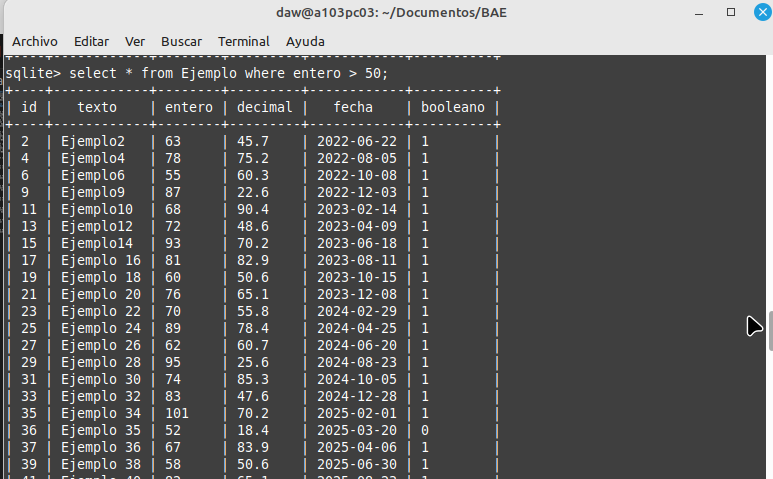 daw@a103pc03: ~/Documentos/BAE
Archivo Editar Ver Buscar Terminal Ayuda
sqlite> select * from Ejemplo where entero > 50;
+----+------------+--------+---------+------------+----------+
| id | texto | entero | decimal | fecha | booleano |
+----+------------+--------+---------+------------+----------+
| 2 | Ejemplo2 | 63 | 45.7 | 2022-06-22 | 1 |
| 4 | Ejemplo4 | 78 | 75.2 | 2022-08-05 | 1 |
| 6 | Ejemplo6 | 55 | 60.3 | 2022-10-08 | 1 |
| 9 | Ejemplo9 | 87 | 22.6 | 2022-12-03 | 1 |
| 11 | Ejemplo10 | 68 | 90.4 | 2023-02-14 | 1 |
| 13 | Ejemplo12 | 72 | 48.6 | 2023-04-09 | 1 |
| 15 | Ejemplo14 | 93 | 70.2 | 2023-06-18 | 1 |
| 17 | Ejemplo 16 | 81 | 82.9 | 2023-08-11 | 1 |
| 19 | Ejemplo 18 | 60 | 50.6 | 2023-10-15 | 1 |
| 21 | Ejemplo 20 | 76 | 65.1 | 2023-12-08 | 1 |
| 23 | Ejemplo 22 | 70 | 55.8 | 2024-02-29 | 1 |
| 25 | Ejemplo 24 | 89 | 78.4 | 2024-04-25 | 1 |
| 27 | Ejemplo 26 | 62 | 60.7 | 2024-06-20 | 1 |
| 29 | Ejemplo 28 | 95 | 25.6 | 2024-08-23 | 1 |
| 31 | Ejemplo 30 | 74 | 85.3 | 2024-10-05 | 1 |
| 33 | Ejemplo 32 | 83 | 47.6 | 2024-12-28 | 1 |
| 35 | Ejemplo 34 | 101 | 70.2 | 2025-02-01 | 1 |
| 36 | Ejemplo 35 | 52 | 18.4 | 2025-03-20 | 0 |
| 37 | Ejemplo 36 | 67 | 83.9 | 2025-04-06 | 1 |
| 39 | Ejemplo 38 | 58 | 50.6 | 2025-06-30 | 1 |